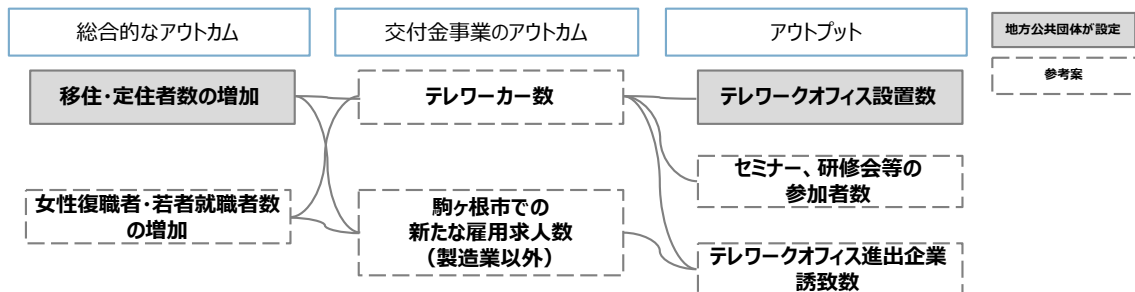 総合的なアウトカム
交付金事業のアウトカム
アウトプット
地方公共団体が設定
参考案
移住・定住者数の増加
テレワーカー数
テレワークオフィス設置数
セミナー、研修会等の
参加者数
女性復職者・若者就職者数
の増加
駒ヶ根市での
新たな雇用求人数
（製造業以外）
テレワークオフィス進出企業
誘致数